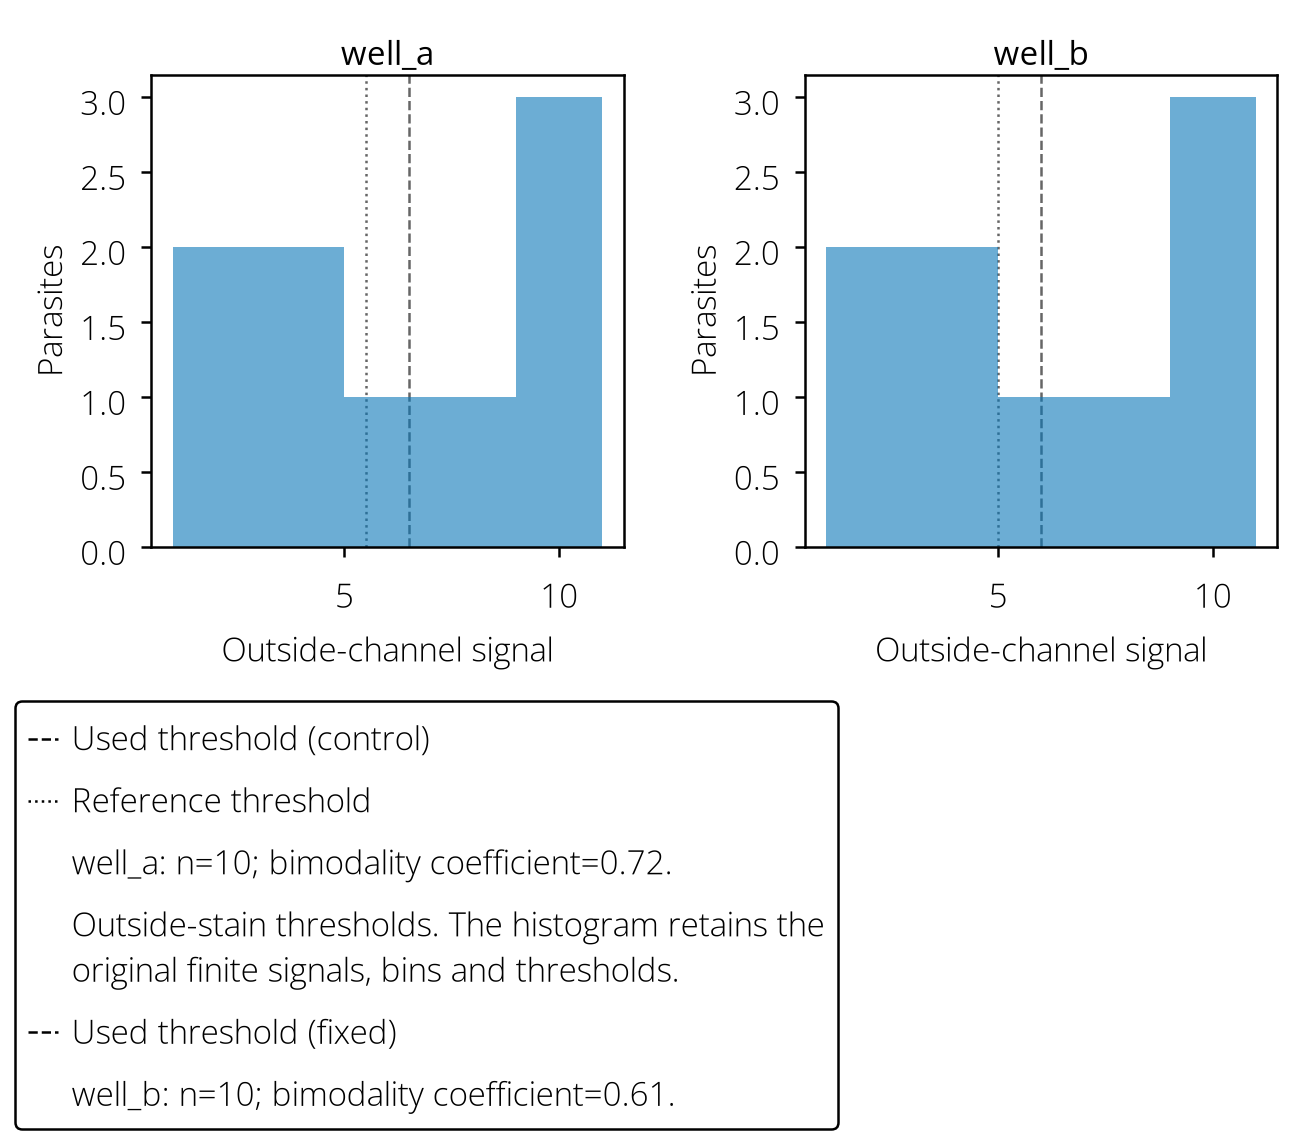 well_a
3.0
2.5
2.0
1.5
1.0
0.5
0.0
Parasites
5 10
Outside-channel signal
well_b
3.0
2.5
2.0
1.5
1.0
0.5
0.0
Parasites
5 10
Outside-channel signal
Used threshold (control)
Reference threshold
well_a: n=10; bimodality coefficient=0.72.
Outside-stain thresholds. The histogram retains the
original finite signals, bins and thresholds.
Used threshold (fixed)
well_b: n=10; bimodality coefficient=0.61.